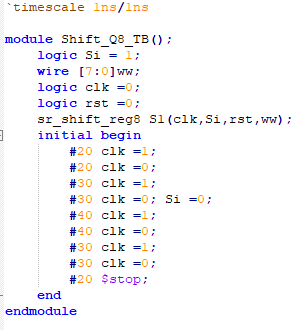 `timescale 1ns/1ns
module Shift_Q8_TB();
logic Si = 1;
wire [7:0]ww;
logic clk =0;
logic rst =0;
sr_shift_reg8 S1(clk,Si,rst,ww);
initial begin
#20 clk =1;
#20 clk =0;
#30 clk =1;
#30 clk =0; Si =0;
#40 clk =1;
#40 clk =0;
#30 clk =1;
#30 clk =0;
#20 $stop;
end
endmodule